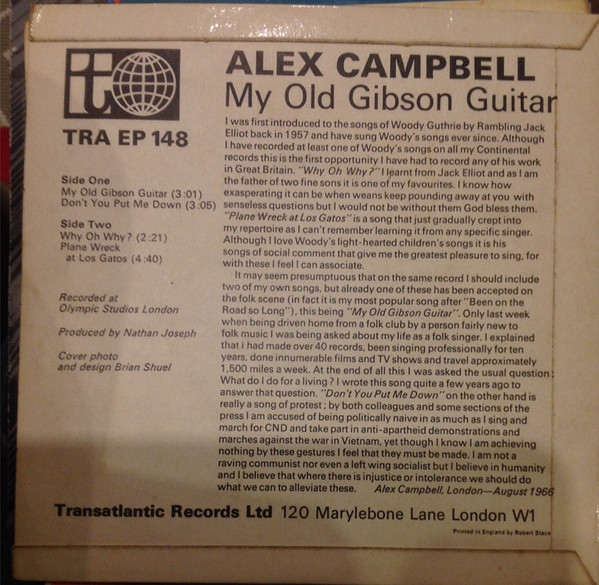 it
TRA EP 148
Side One
My Old Gibson Guitar (3:01)
Don't You Put Me Down (3:05)
Side Two
Why Oh Why? (2:21)
Plane Wreck
at Los Gatos (4:40)
Recorded at
Olympic Studios London
Produced by Nathan Joseph
Cover photo
and design Brian Shuel
ALEX CAMPBELL
My Old Gibson Guitar
I was first introduced to the songs of Woody Guthrie by Rambling Jack
Elliot back in 1957 and have sung Woody's songs ever since. Although
I have recorded at least one of Woody's songs on all my Continental
records this is the first opportunity I have had to record any of his work
in Great Britain. "Why Oh Why?" I learnt from Jack Elliot and as I am
the father of two fine sons it is one of my favourites. I know how
exasperating it can be when weans keep pounding away at you with
senseless questions but I would not be without them God bless them.
"Plane Wreck at Los Gatos" is a song that just gradually crept into
my repertoire as I can't remember learning it from any specific singer.
Although I love Woody's light-hearted children's songs it is his
songs of social comment that give me the greatest pleasure to sing, for
with these I feel I can associate.
It may seem presumptuous that on the same record I should include
two of my own songs, but already one of these has been accepted on
the folk scene (in fact it is my most popular song after "Been on the
Road so Long"), this being "My Old Gibson Guitar". Only last week
when being driven home from a folk club by a person fairly new to
folk music I was being asked about my life as a folk singer. I explained
that i had made over 40 records, been singing professionally for ten
years, done innumerable films and TV shows and travel approximately
1,500 miles a week. At the end of all this I was asked the usual question:
What do I do for a living? I wrote this song quite a few years ago to
answer that question. "Don't You Put Me Down" on the other hand is
really a song of protest; by both colleagues and some sections of the
press I am accused of being politically naive in as much as I sing and
march for CND and take part in anti-apartheid demonstrations and
marches against the war in Vietnam, yet though I know I am achieving
nothing by these gestures I feel that they must be made. I am not a
raving communist nor even a left wing socialist but I believe in humanity
and I believe that where there is injustice or intolerance we should do
what we can to alleviate these. Alex Campbell, London—August 1966
Transatlantic Records Ltd 120 Marylebone Lane London W1
Printed in England by Robert Stace